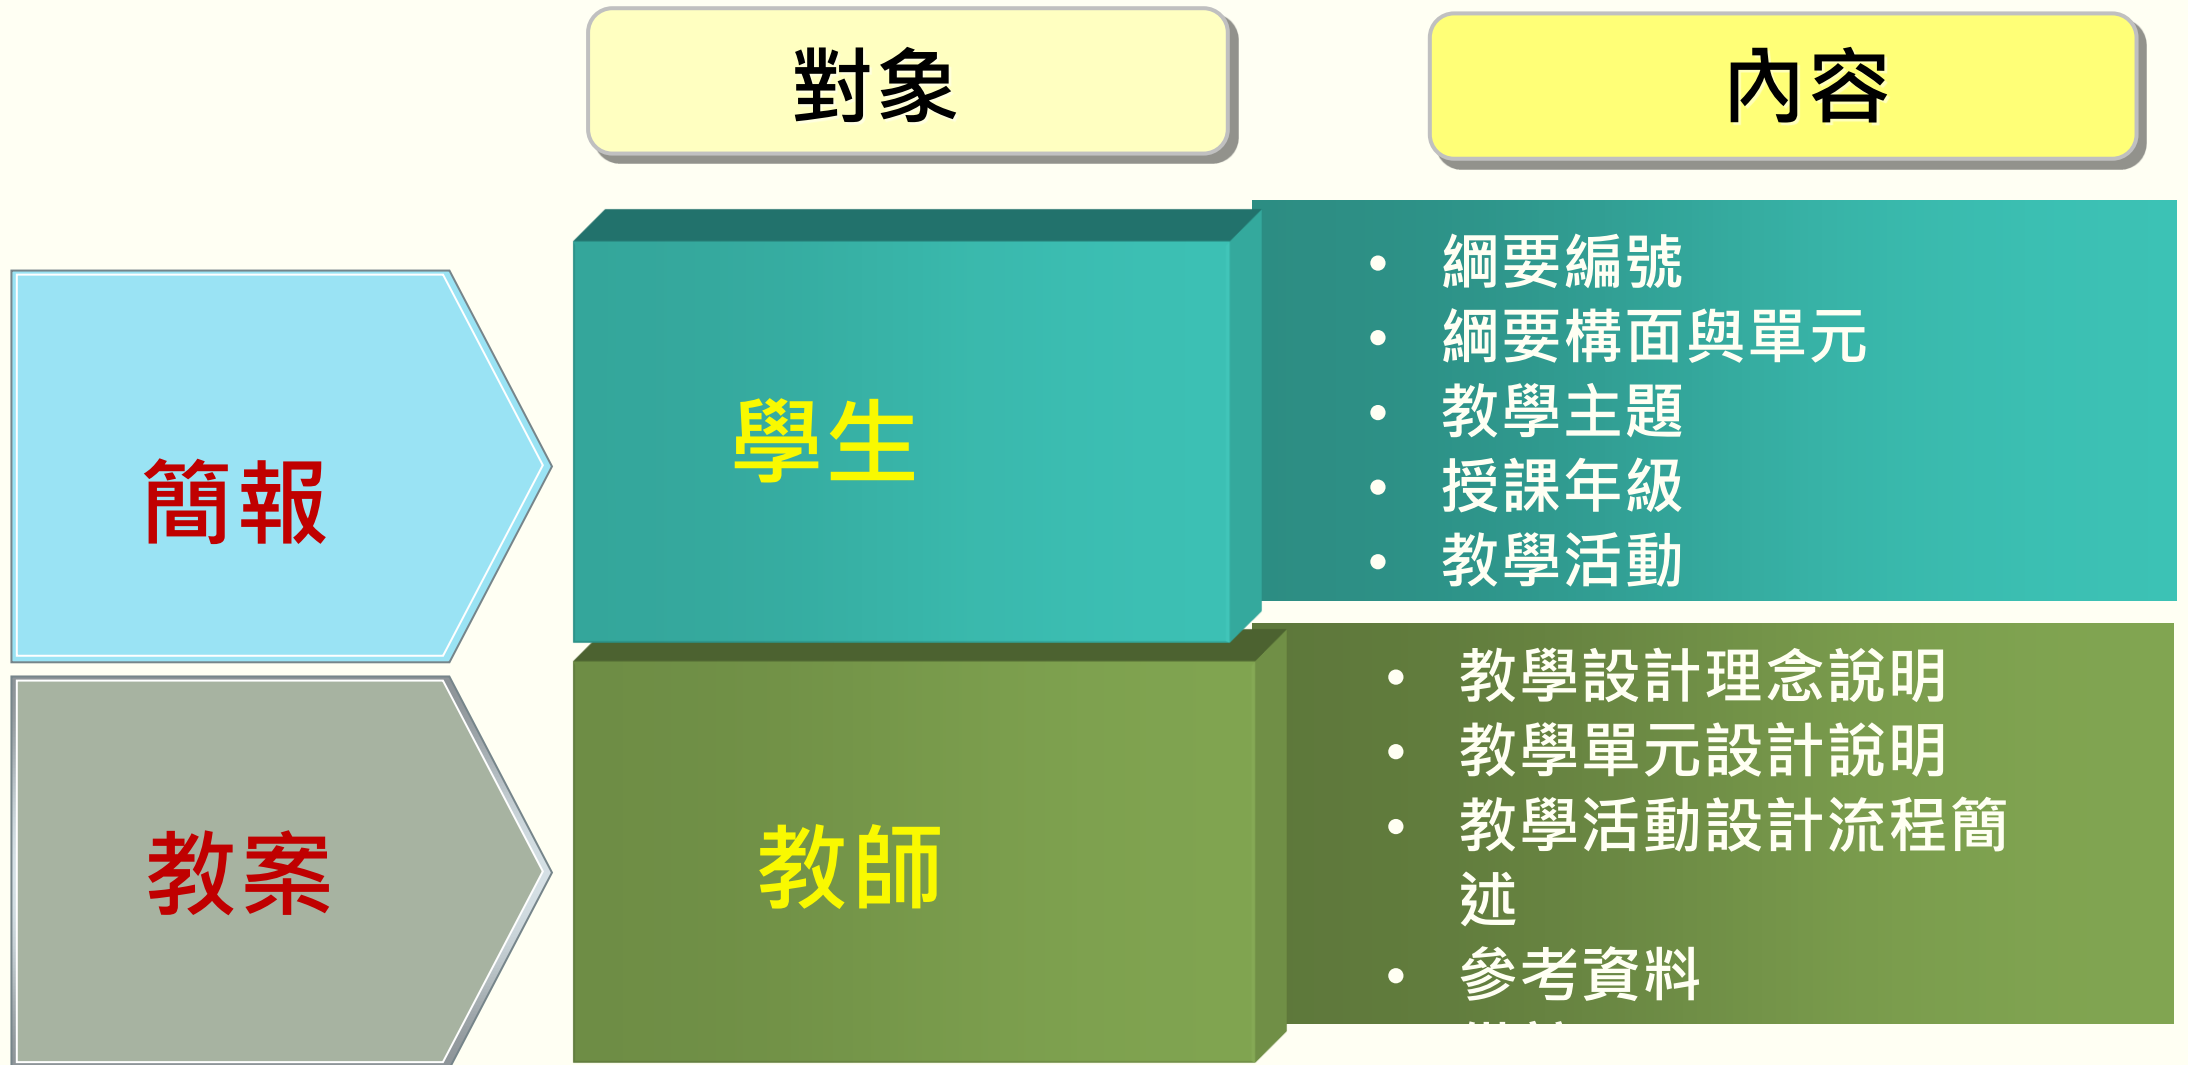 對象
內容
簡報
學生
• 綱要編號
• 綱要構面與單元
• 教學主題
• 授課年級
• 教學活動
教案
教師
• 教學設計理念說明
• 教學單元設計說明
• 教學活動設計流程簡
述
• 參考資料